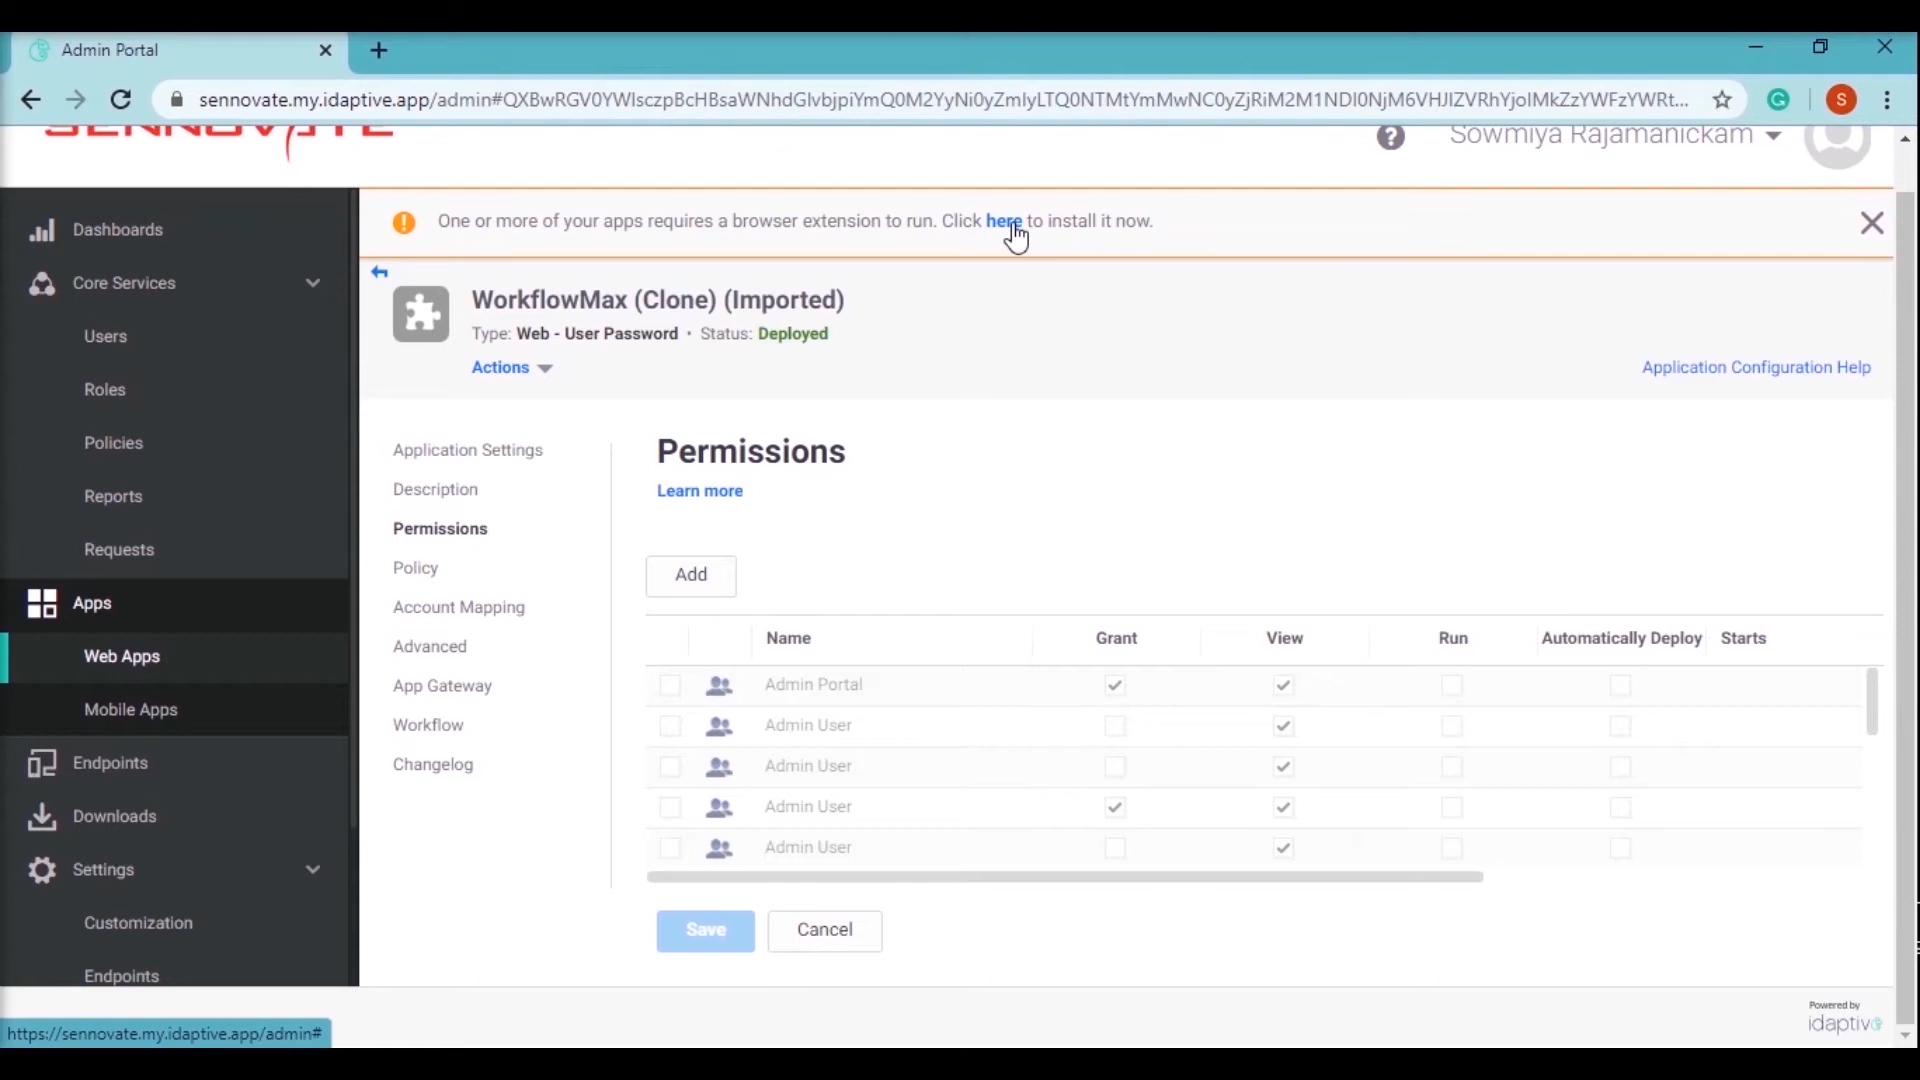 Admin Portal
sennovate.my.idaptive.app/admin#QXBwRGV0YWlsczpBcHBsaWNhdGlvbjpiYmQ0M2YyNi0yZmIyLTQ0NTMtYmMwNC0yZjRiM2M1NDI0NjM6VHJlZVRhYjolMkZzYWFzYWRt...
S
SENNOVATE
Sowmiya Rajamanickam
One or more of your apps requires a browser extension to run. Click here to install it now.
Dashboards
Core Services
Users
Roles
Policies
Reports
Requests
Apps
Web Apps
Mobile Apps
Endpoints
Downloads
Settings
Customization
Endpoints
WorkflowMax (Clone) (Imported)
Type: Web - User Password • Status: Deployed
Actions
Application Configuration Help
Application Settings
Description
Permissions
Policy
Account Mapping
Advanced
App Gateway
Workflow
Changelog
Permissions
Learn more
Add
Name Grant View Run Automatically Deploy Starts
Admin Portal
Admin User
Admin User
Admin User
Admin User
Save Cancel
Powered by
idaptive
https://sennovate.my.idaptive.app/admin#